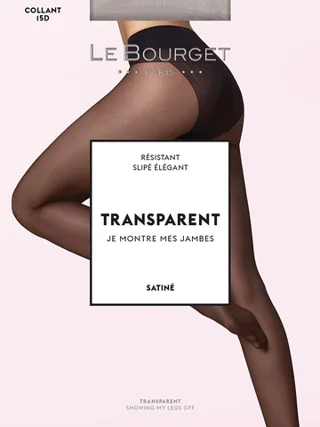 COLLANT
15D
LE BOURGET
PARIS
RÉSISTANT
SLIPÉ ÉLÉGANT
TRANSPARENT
JE MONTRE MES JAMBES
SATINÉ
TRANSPARENT
SHOWING MY LEGS OFF